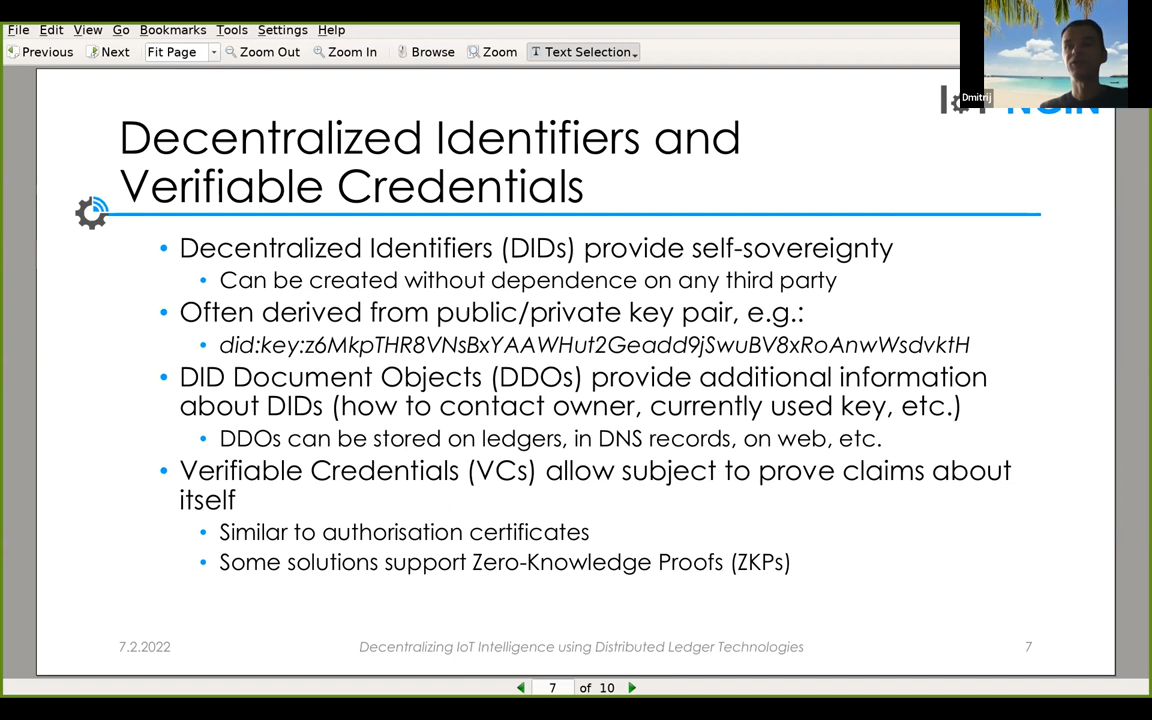 File Edit View Go Bookmarks Tools Settings Help
Previous Next Fit Page Zoom Out Zoom In Browse Zoom Text Selection
Dmitrij
Decentralized Identifiers and
Verifiable Credentials
• Decentralized Identifiers (DIDs) provide self-sovereignty
• Can be created without dependence on any third party
• Often derived from public/private key pair, e.g.:
• did:key:z6MkpTHR8VNsBxYAAWHut2Geadd9jSwuBV8xRoAnwWsdvktH
• DID Document Objects (DDOs) provide additional information
about DIDs (how to contact owner, currently used key, etc.)
• DDOs can be stored on ledgers, in DNS records, on web, etc.
• Verifiable Credentials (VCs) allow subject to prove claims about
itself
• Similar to authorisation certificates
• Some solutions support Zero-Knowledge Proofs (ZKPs)
7.2.2022 Decentralizing IoT Intelligence using Distributed Ledger Technologies 7
7 of 10